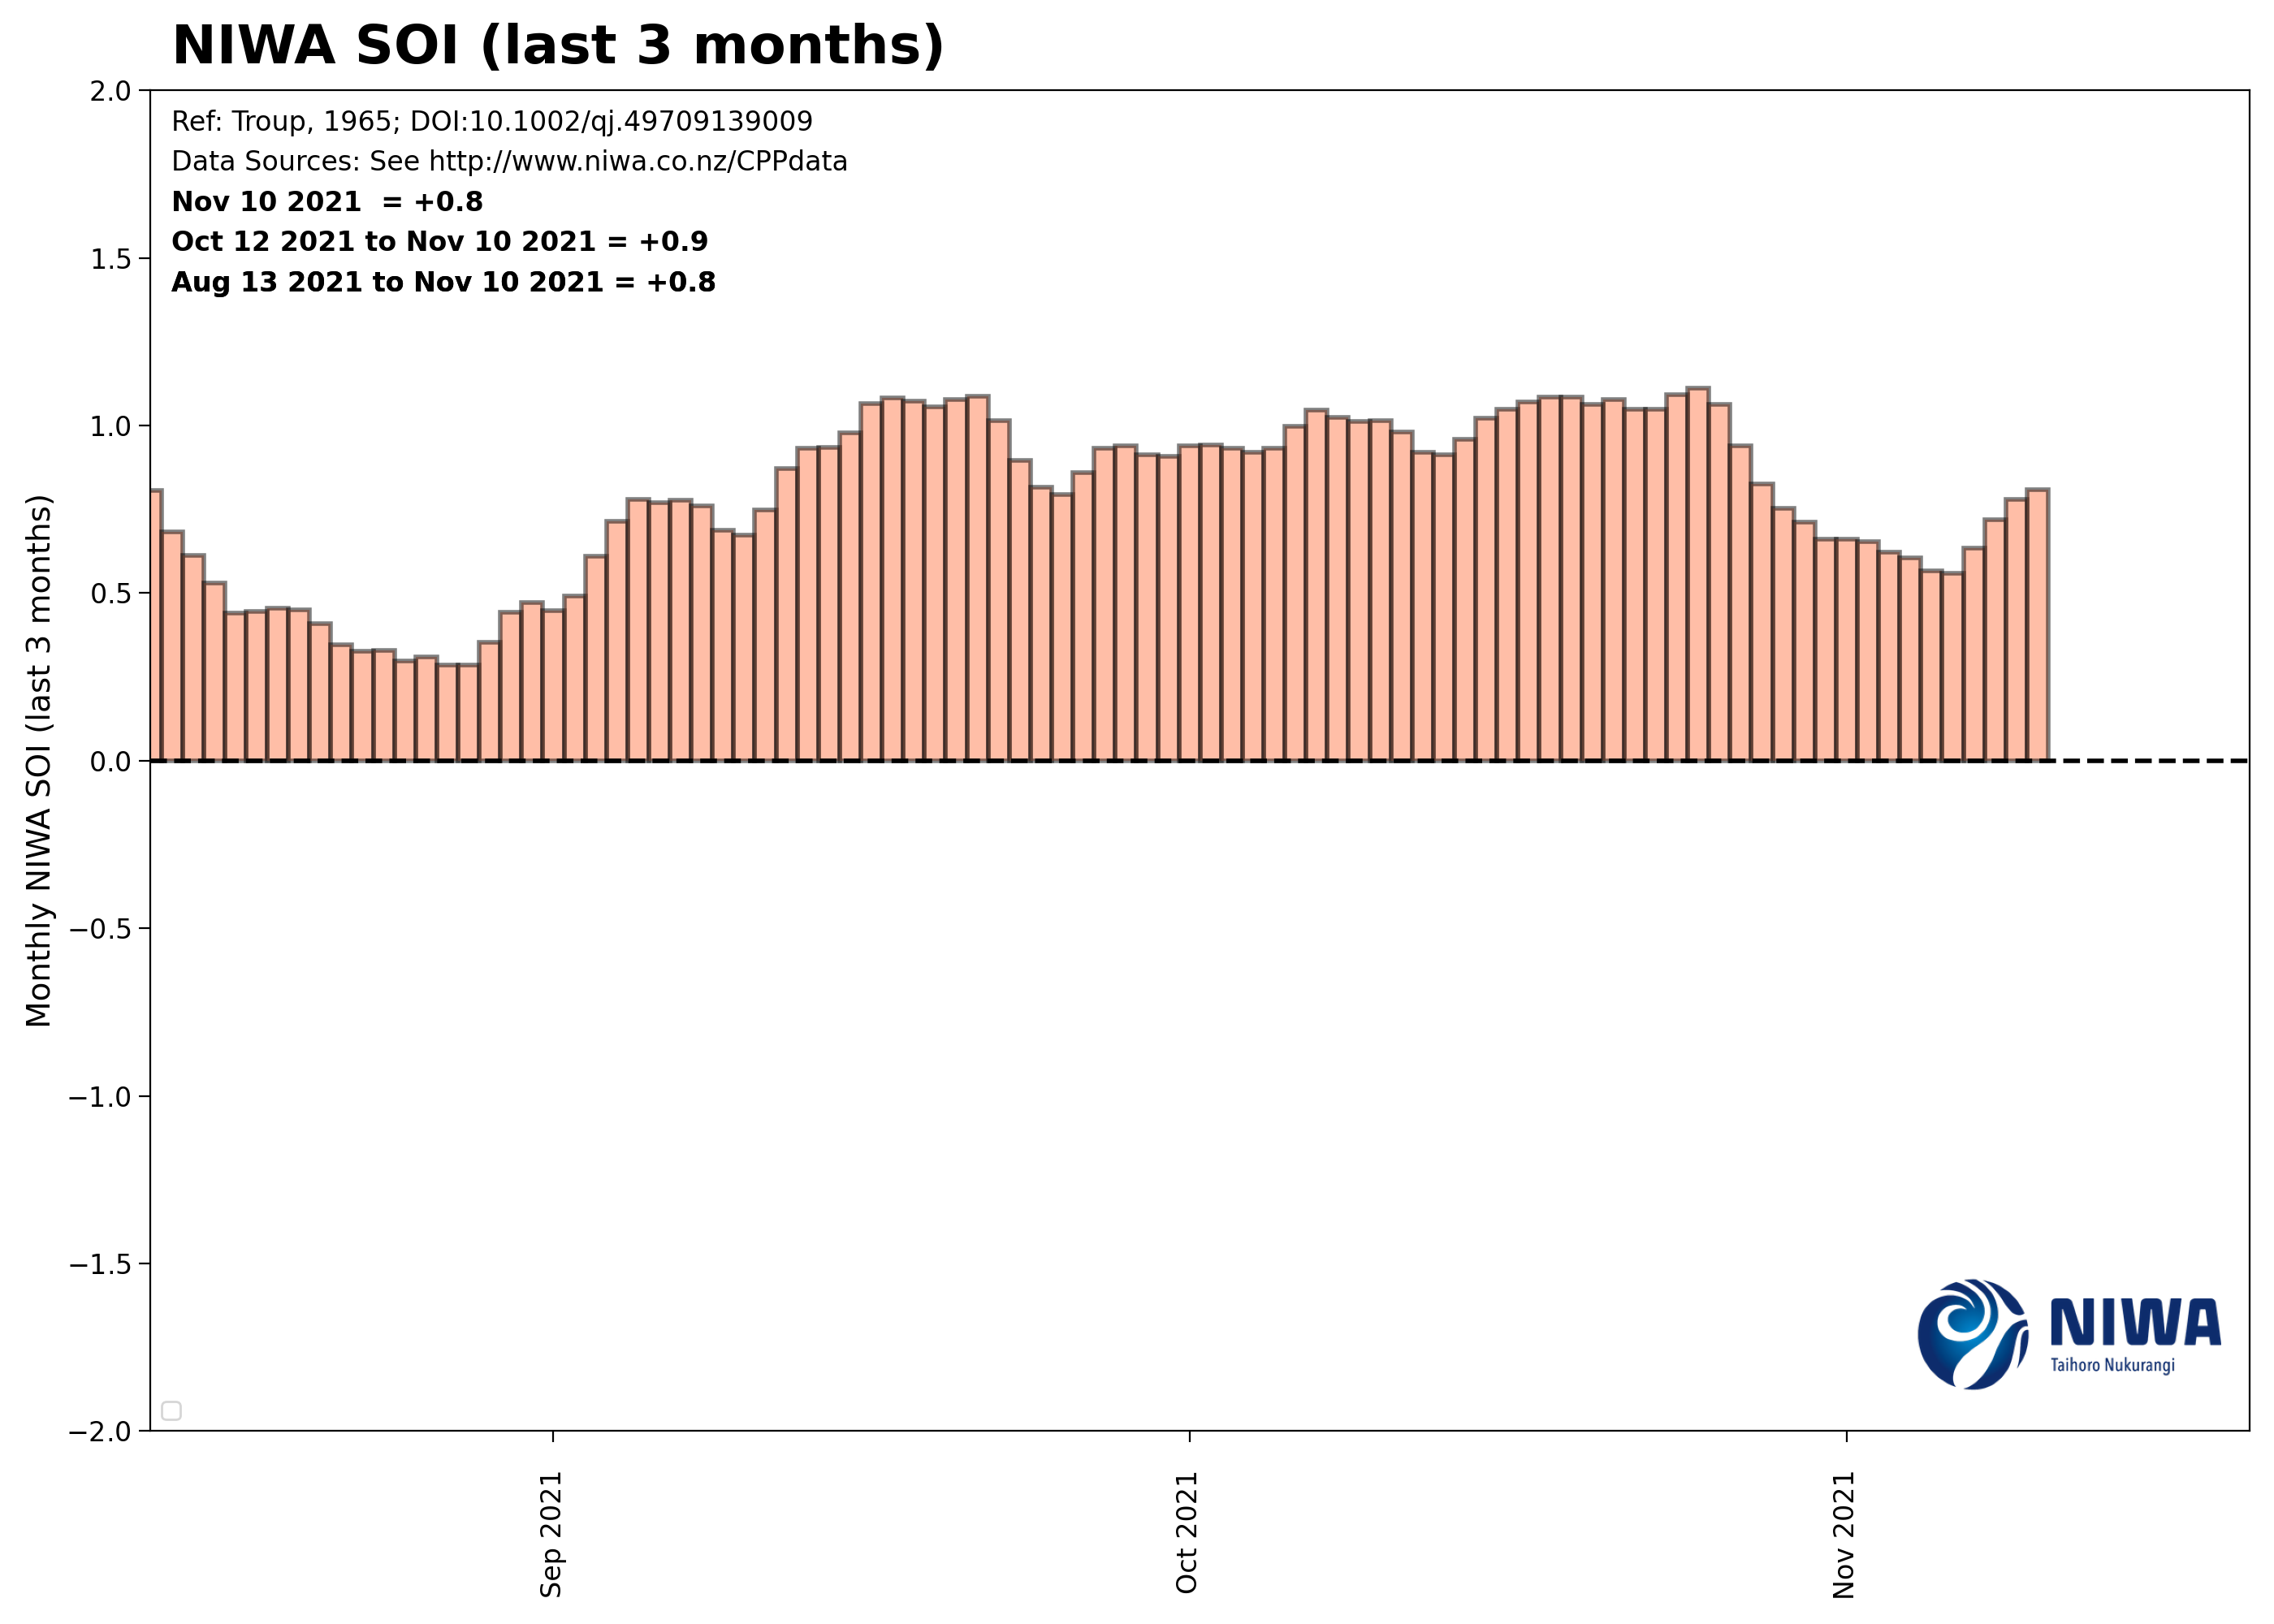 NIWA SOI (last 3 months)
Ref: Troup, 1965; DOI:10.1002/qj.49709139009
Data Sources: See http://www.niwa.co.nz/CPPdata
Nov 10 2021  = +0.8
Oct 12 2021 to Nov 10 2021 = +0.9
Aug 13 2021 to Nov 10 2021 = +0.8
Monthly NIWA SOI (last 3 months)
2.0
1.5
1.0
0.5
0.0
−0.5
−1.0
−1.5
−2.0
NIWA
Taihoro Nukurangi
Sep 2021
Oct 2021
Nov 2021